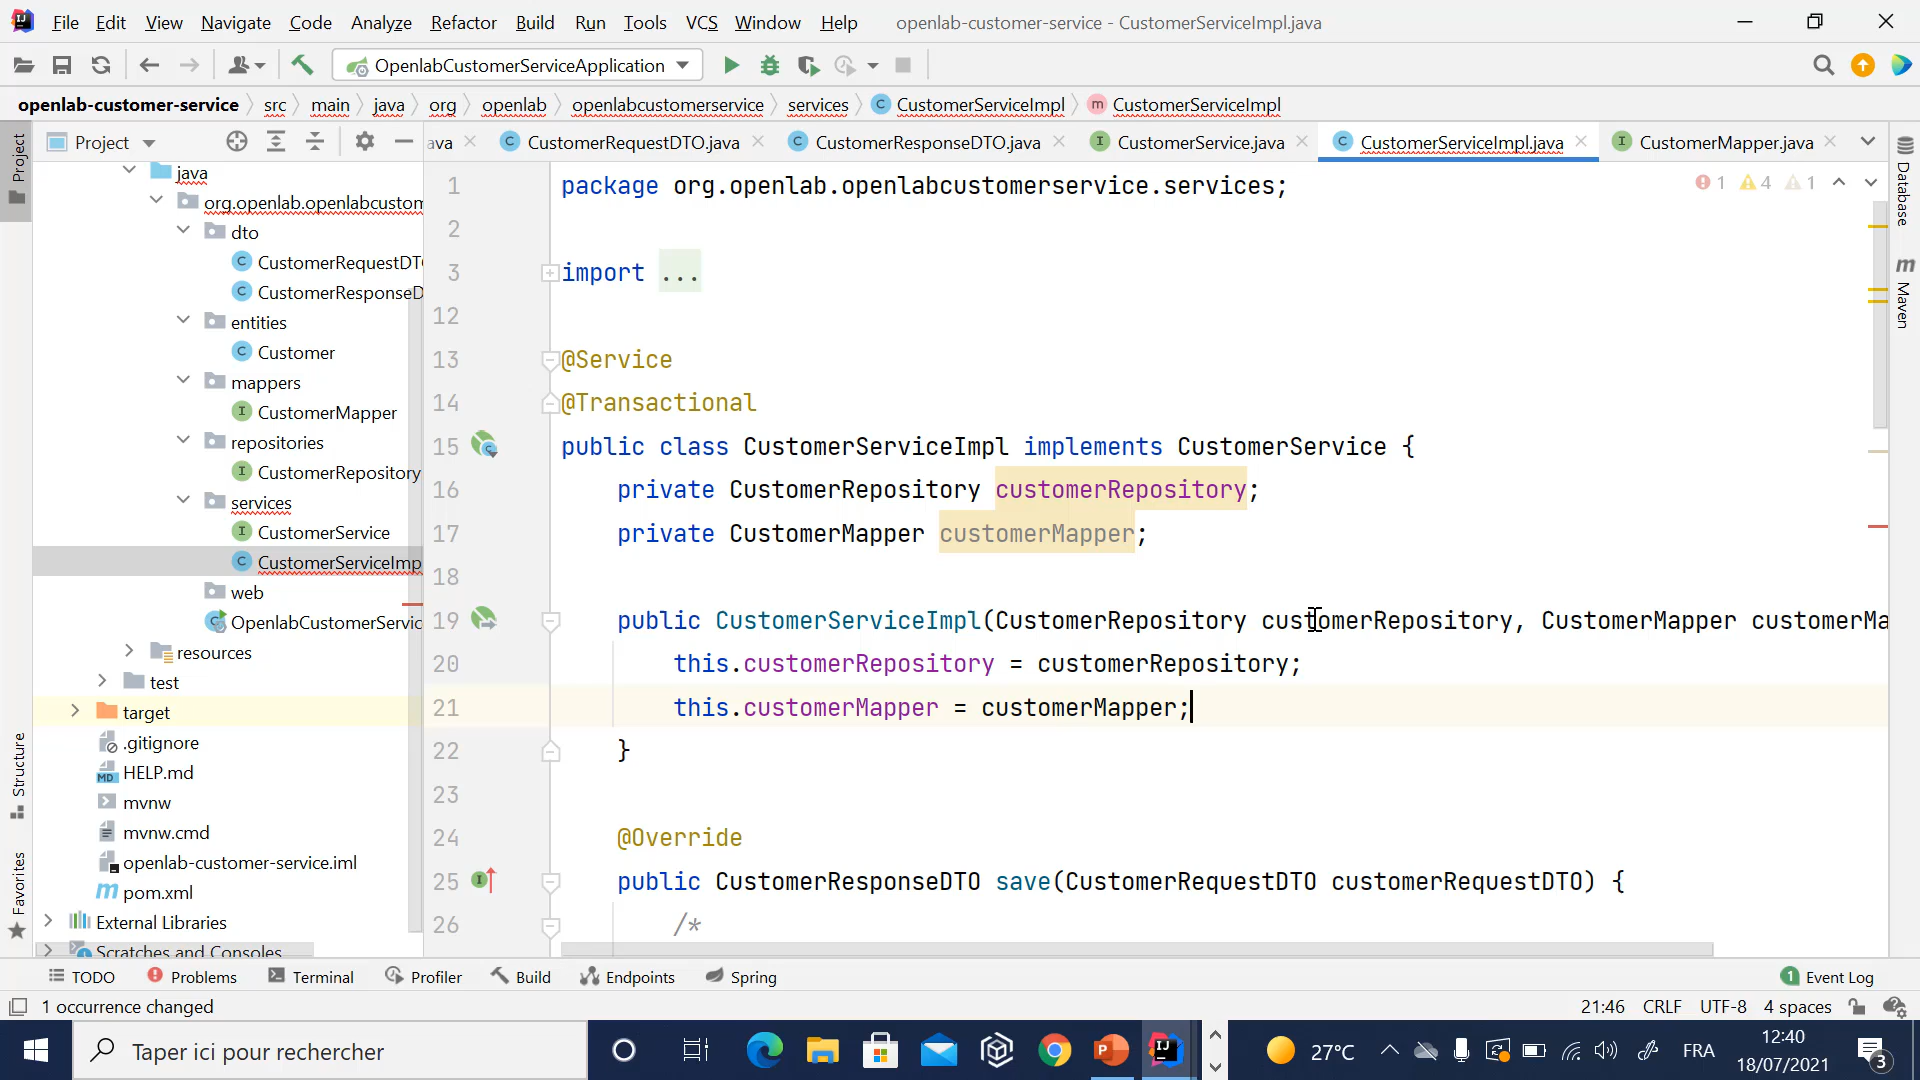 File Edit View Navigate Code Analyze Refactor Build Run Tools VCS Window Help openlab-customer-service - CustomerServiceImpl.java
OpenlabCustomerServiceApplication
openlab-customer-service src main java org openlab openlabcustomerservice services CustomerServiceImpl CustomerServiceImpl
Project
ava CustomerRequestDTO.java CustomerResponseDTO.java CustomerService.java CustomerServiceImpl.java CustomerMapper.java
Project
Structure
Favorites
java
org.openlab.openlabcustom
dto
CustomerRequestDT
CustomerResponseD
entities
Customer
mappers
CustomerMapper
repositories
CustomerRepository
services
CustomerService
CustomerServiceImp
web
OpenlabCustomerServic
resources
test
target
.gitignore
HELP.md
mvnw
mvnw.cmd
openlab-customer-service.iml
pom.xml
External Libraries
Scratches and Consoles
1 4 1
1 package org.openlab.openlabcustomerservice.services;
2
3 import ...
12
13 @Service
14 @Transactional
15 public class CustomerServiceImpl implements CustomerService {
16 private CustomerRepository customerRepository;
17 private CustomerMapper customerMapper;
18
19 public CustomerServiceImpl(CustomerRepository customerRepository, CustomerMapper customerMa
20 this.customerRepository = customerRepository;
21 this.customerMapper = customerMapper;
22 }
23
24 @Override
25 public CustomerResponseDTO save(CustomerRequestDTO customerRequestDTO) {
26 /*
Database
Maven
TODO Problems Terminal Profiler Build Endpoints Spring 1 Event Log
1 occurrence changed 21:46 CRLF UTF-8 4 spaces
Taper ici pour rechercher 27°C FRA 12:40
18/07/2021 3